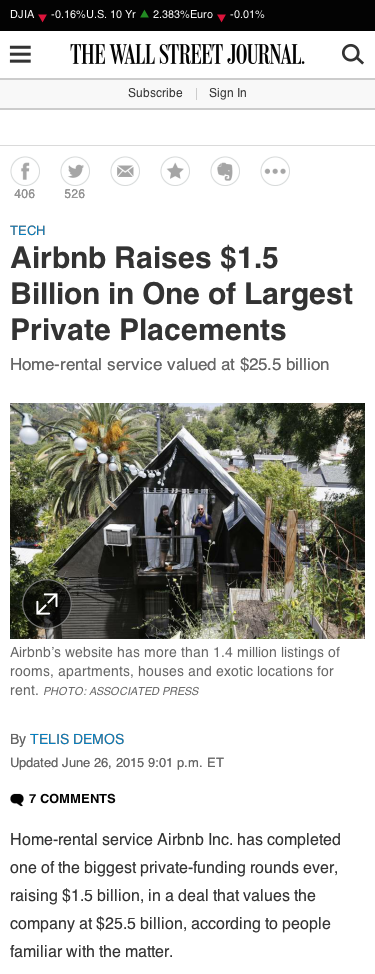 DJIA -0.16% U.S. 10 Yr 2.383% Euro -0.01%
THE WALL STREET JOURNAL.
Subscribe | Sign In
406 526
TECH
Airbnb Raises $1.5
Billion in One of Largest
Private Placements
Home-rental service valued at $25.5 billion
Airbnb’s website has more than 1.4 million listings of
rooms, apartments, houses and exotic locations for
rent. PHOTO: ASSOCIATED PRESS
By TELIS DEMOS
Updated June 26, 2015 9:01 p.m. ET
7 COMMENTS
Home-rental service Airbnb Inc. has completed
one of the biggest private-funding rounds ever,
raising $1.5 billion, in a deal that values the
company at $25.5 billion, according to people
familiar with the matter.